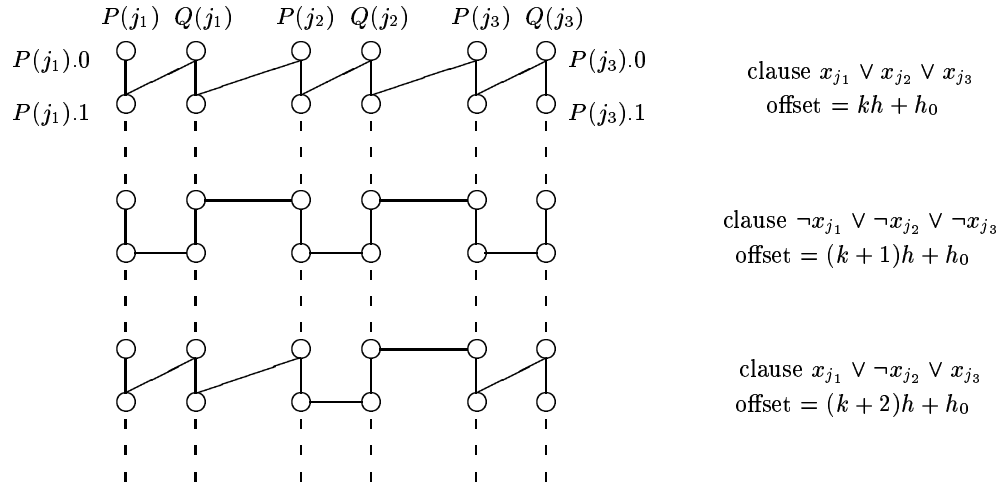 P(j₁) Q(j₁) P(j₂) Q(j₂) P(j₃) Q(j₃)
P(j₁).0 P(j₃).0
P(j₁).1 P(j₃).1
clause x_{j₁} ∨ x_{j₂} ∨ x_{j₃}
offset = kh + h₀
clause ¬x_{j₁} ∨ ¬x_{j₂} ∨ ¬x_{j₃}
offset = (k + 1)h + h₀
clause x_{j₁} ∨ ¬x_{j₂} ∨ x_{j₃}
offset = (k + 2)h + h₀